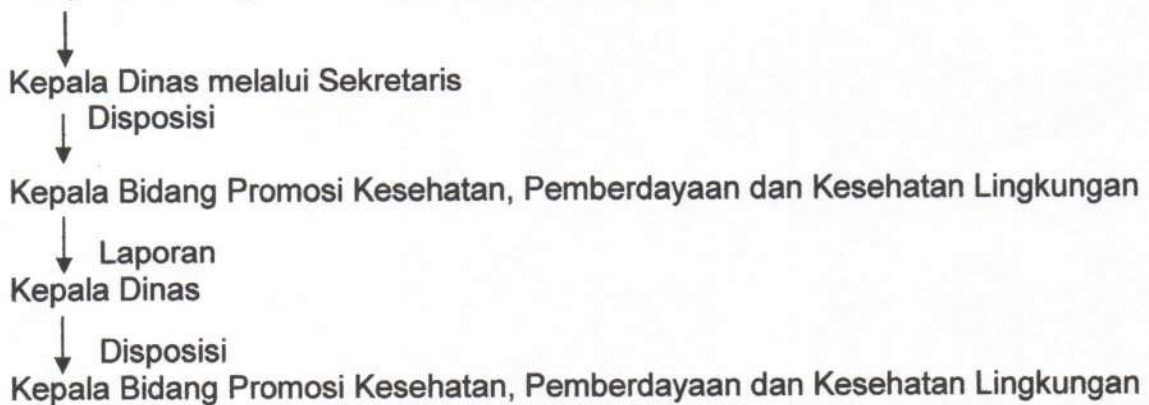 Kepala Dinas melalui Sekretaris
Disposisi
Kepala Bidang Promosi Kesehatan, Pemberdayaan dan Kesehatan Lingkungan
Laporan
Kepala Dinas
Disposisi
Kepala Bidang Promosi Kesehatan, Pemberdayaan dan Kesehatan Lingkungan